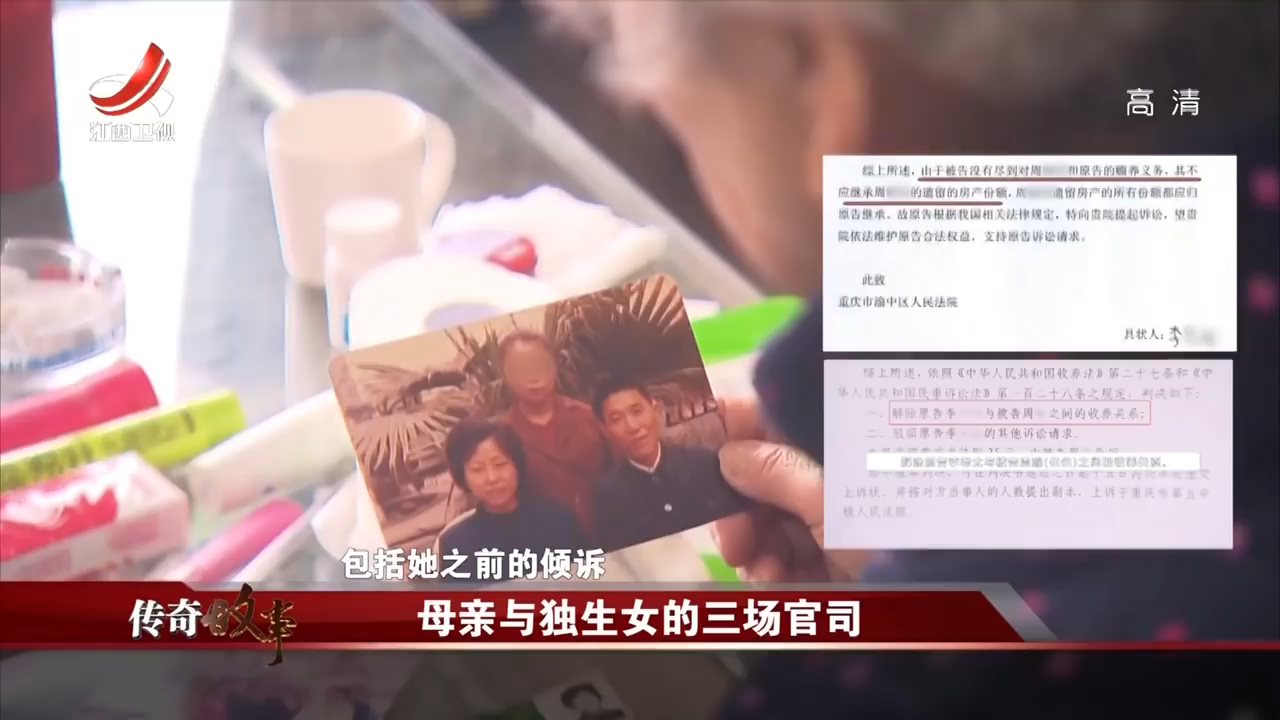 江西卫视
高清
综上所述，由于被告没有尽到对周 和原告的赡养义务，其不
应继承周 的遗留的房产份额，周 遗留房产的所有份额都应归
原告继承。故原告根据我国相关法律规定，特向贵院提起诉讼，望贵
院依法维护原告合法权益，支持原告诉讼请求。
此致
重庆市渝中区人民法院
具状人：李
综上所述，依照《中华人民共和国收养法》第二十七条和《中
华人民共和国民事诉讼法》第一百二十八条之规定，判决如下：
一、解除原告李 与被告周 之间的收养关系；
二、驳回原告李 的其他诉讼请求。
上诉状，并按对方当事人的人数提出副本，上诉于重庆市第五中
级人民法院。
包括她之前的倾诉
传奇故事
母亲与独生女的三场官司